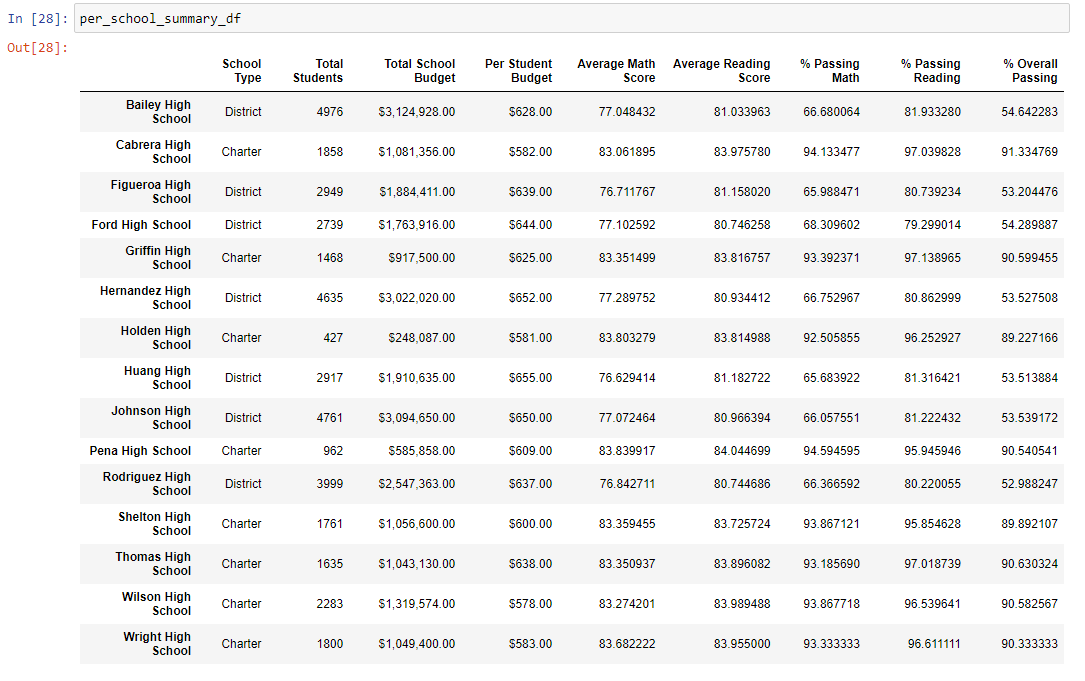 In [28]: per_school_summary_df
Out[28]:
School Type Total Students Total School Budget Per Student Budget Average Math Score Average Reading Score % Passing Math % Passing Reading % Overall Passing
Bailey High School District 4976 $3,124,928.00 $628.00 77.048432 81.033963 66.680064 81.933280 54.642283
Cabrera High School Charter 1858 $1,081,356.00 $582.00 83.061895 83.975780 94.133477 97.039828 91.334769
Figueroa High School District 2949 $1,884,411.00 $639.00 76.711767 81.158020 65.988471 80.739234 53.204476
Ford High School District 2739 $1,763,916.00 $644.00 77.102592 80.746258 68.309602 79.299014 54.289887
Griffin High School Charter 1468 $917,500.00 $625.00 83.351499 83.816757 93.392371 97.138965 90.599455
Hernandez High School District 4635 $3,022,020.00 $652.00 77.289752 80.934412 66.752967 80.862999 53.527508
Holden High School Charter 427 $248,087.00 $581.00 83.803279 83.814988 92.505855 96.252927 89.227166
Huang High School District 2917 $1,910,635.00 $655.00 76.629414 81.182722 65.683922 81.316421 53.513884
Johnson High School District 4761 $3,094,650.00 $650.00 77.072464 80.966394 66.057551 81.222432 53.539172
Pena High School Charter 962 $585,858.00 $609.00 83.839917 84.044699 94.594595 95.945946 90.540541
Rodriguez High School District 3999 $2,547,363.00 $637.00 76.842711 80.744686 66.366592 80.220055 52.988247
Shelton High School Charter 1761 $1,056,600.00 $600.00 83.359455 83.725724 93.867121 95.854628 89.892107
Thomas High School Charter 1635 $1,043,130.00 $638.00 83.350937 83.896082 93.185690 97.018739 90.630324
Wilson High School Charter 2283 $1,319,574.00 $578.00 83.274201 83.989488 93.867718 96.539641 90.582567
Wright High School Charter 1800 $1,049,400.00 $583.00 83.682222 83.955000 93.333333 96.611111 90.333333